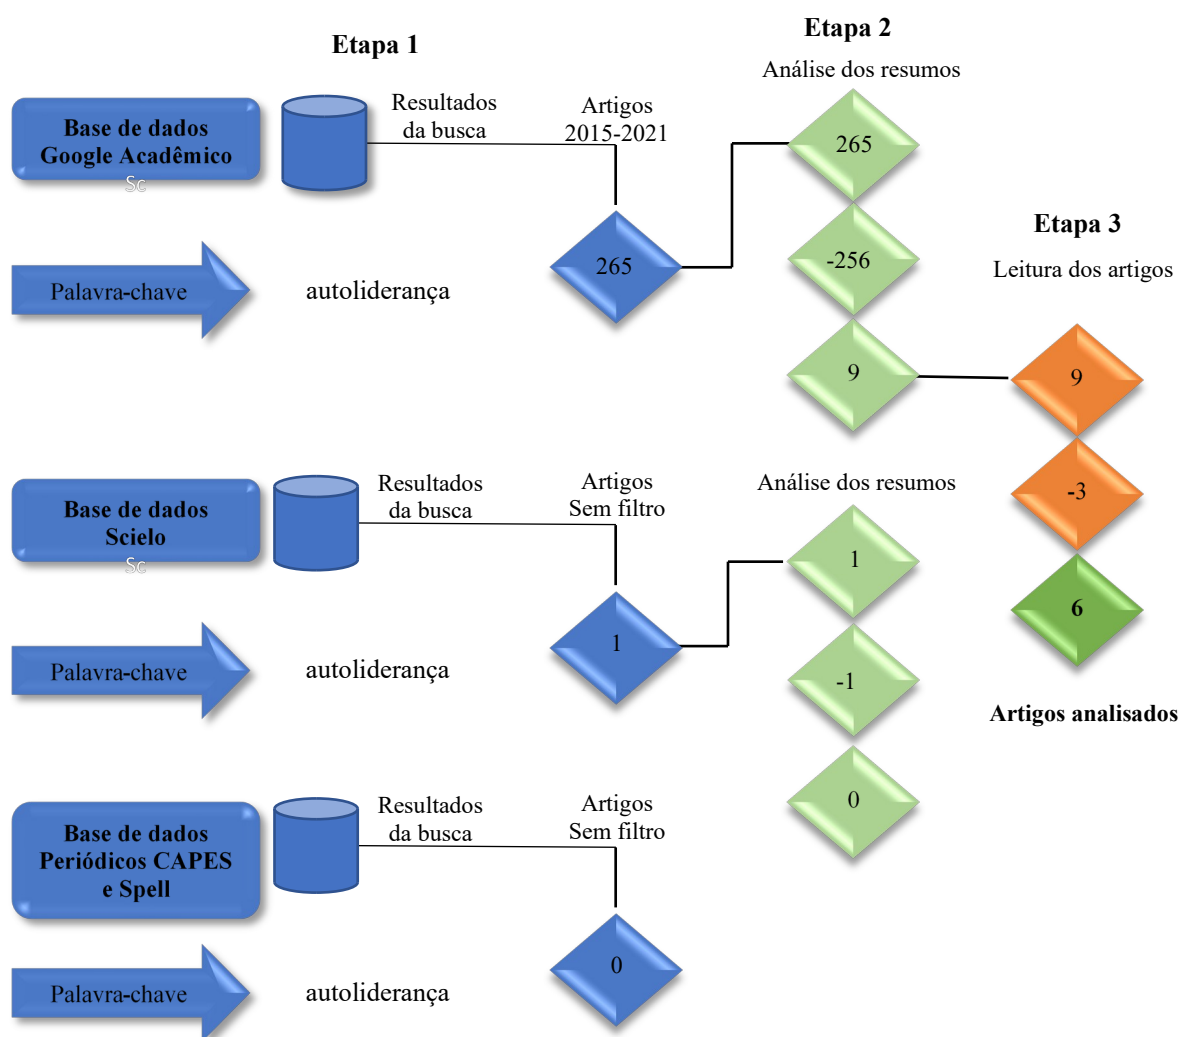 Etapa 1
Etapa 2
Análise dos resumos
Base de dados
Google Acadêmico
Sc
Resultados
da busca
Artigos
2015-2021
265
265
-256
9
Palavra-chave
autoliderança
Etapa 3
Leitura dos artigos
9
-3
6
Artigos analisados
Base de dados
Scielo
Sc
Resultados
da busca
Artigos
Sem filtro
1
Análise dos resumos
1
-1
0
Palavra-chave
autoliderança
Base de dados
Periódicos CAPES
e Spell
Resultados
da busca
Artigos
Sem filtro
0
Palavra-chave
autoliderança